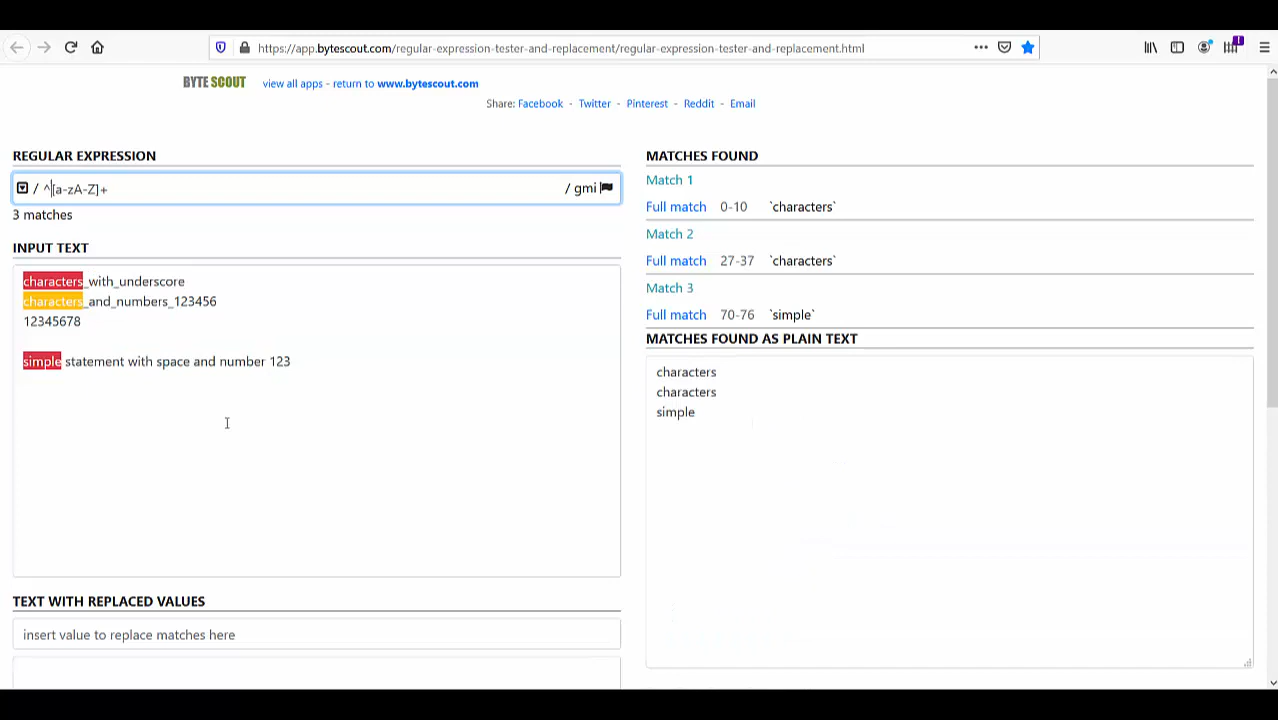 https://app.bytescout.com/regular-expression-tester-and-replacement/regular-expression-tester-and-replacement.html
BYTE SCOUT view all apps - return to www.bytescout.com
Share: Facebook - Twitter - Pinterest - Reddit - Email
REGULAR EXPRESSION
/ ^[a-zA-Z]+ / gmi
3 matches
INPUT TEXT
characters_with_underscore
characters_and_numbers_123456
12345678
simple statement with space and number 123
TEXT WITH REPLACED VALUES
insert value to replace matches here
MATCHES FOUND
Match 1
Full match 0-10 `characters`
Match 2
Full match 27-37 `characters`
Match 3
Full match 70-76 `simple`
MATCHES FOUND AS PLAIN TEXT
characters
characters
simple